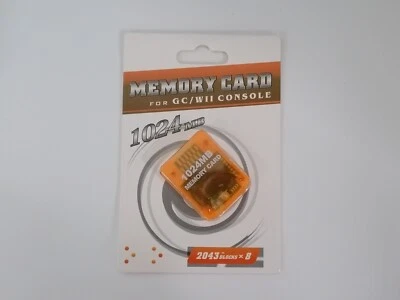 MEMORY CARD
FOR GC/WII CONSOLE
1024MB
1024MB
MEMORY CARD
2043 BLOCKS × 8